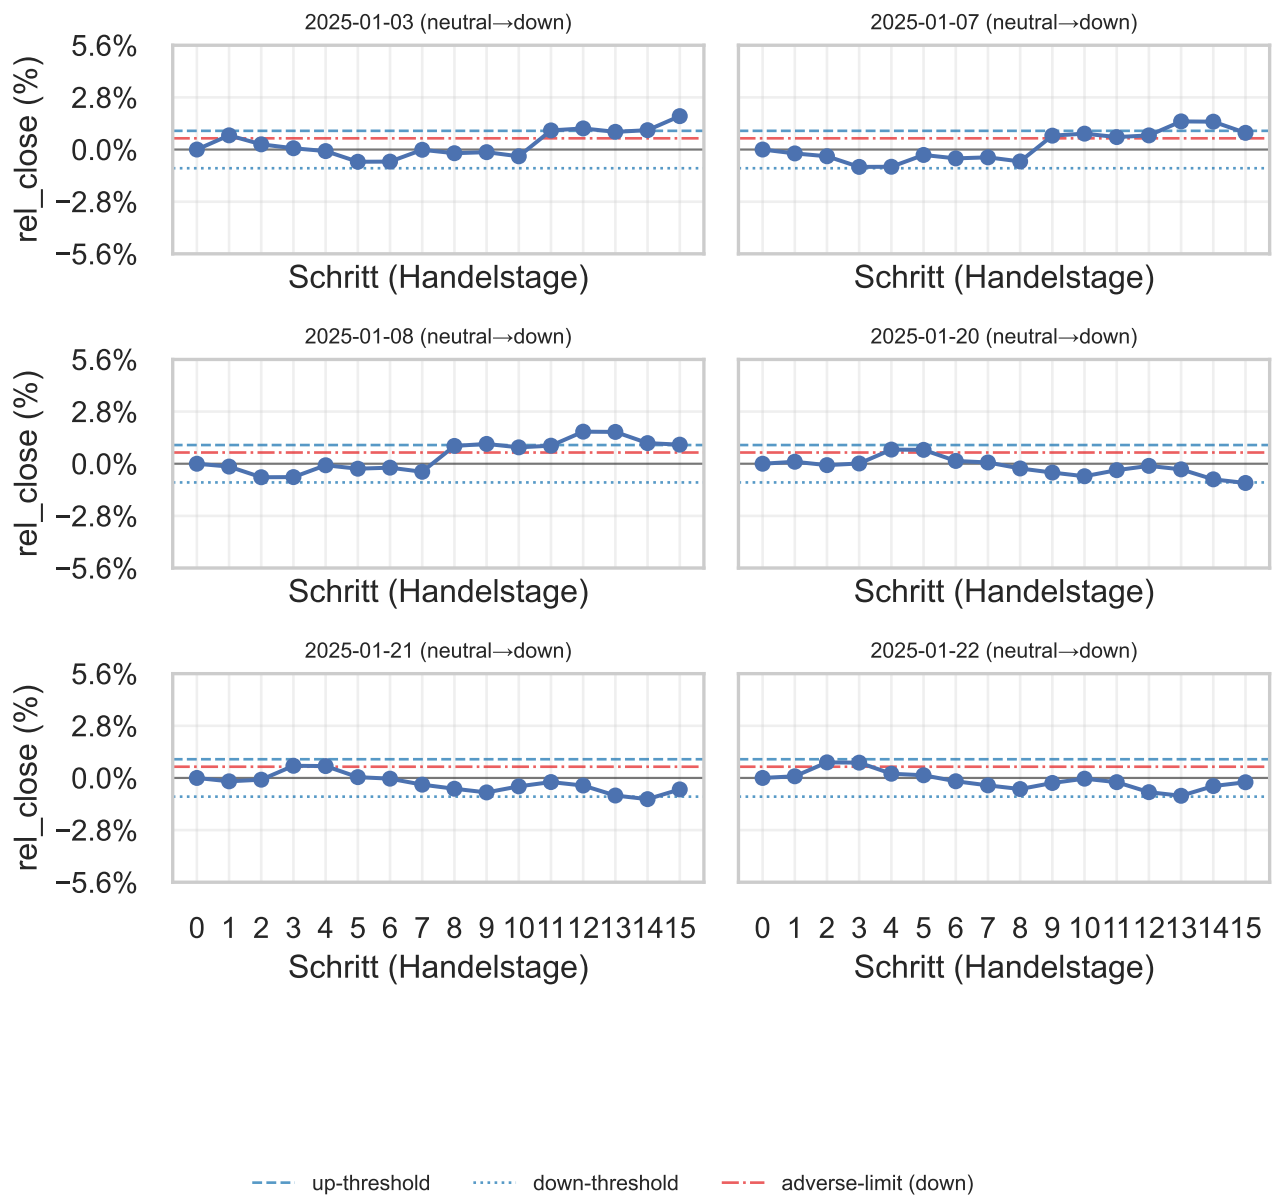 2025-01-03 (neutral→down)
2025-01-07 (neutral→down)
5.6%
2.8%
0.0%
−2.8%
−5.6%
rel_close (%)
Schritt (Handelstage)
Schritt (Handelstage)
2025-01-08 (neutral→down)
2025-01-20 (neutral→down)
5.6%
2.8%
0.0%
−2.8%
−5.6%
rel_close (%)
Schritt (Handelstage)
Schritt (Handelstage)
2025-01-21 (neutral→down)
2025-01-22 (neutral→down)
5.6%
2.8%
0.0%
−2.8%
−5.6%
rel_close (%)
0 1 2 3 4 5 6 7 8 9 10 11 12 13 14 15
0 1 2 3 4 5 6 7 8 9 10 11 12 13 14 15
Schritt (Handelstage)
Schritt (Handelstage)
up-threshold
down-threshold
adverse-limit (down)